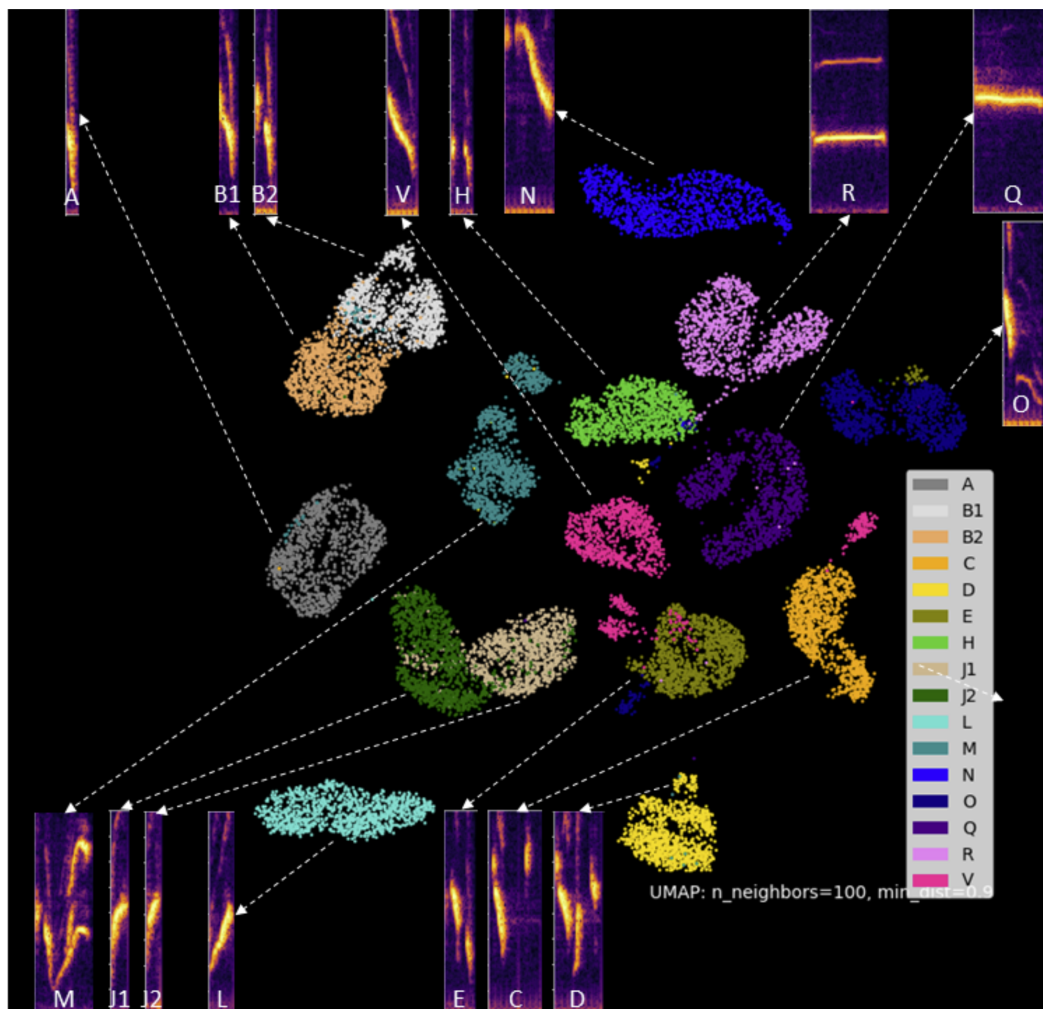 A
B1
B2
V
H
N
R
Q
O
A
B1
B2
C
D
E
H
J1
J2
L
M
N
O
Q
R
V
UMAP: n_neighbors=100, min_dist=0.9
M
J1
J2
L
E
C
D